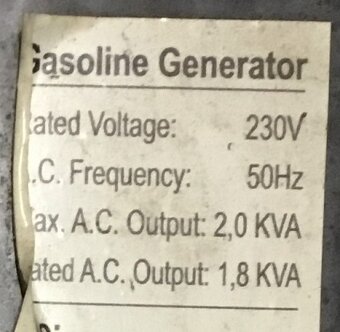 Gasoline Generator
Rated Voltage: 230V
A.C. Frequency: 50Hz
Max. A.C. Output: 2,0 KVA
Rated A.C. Output: 1,8 KVA